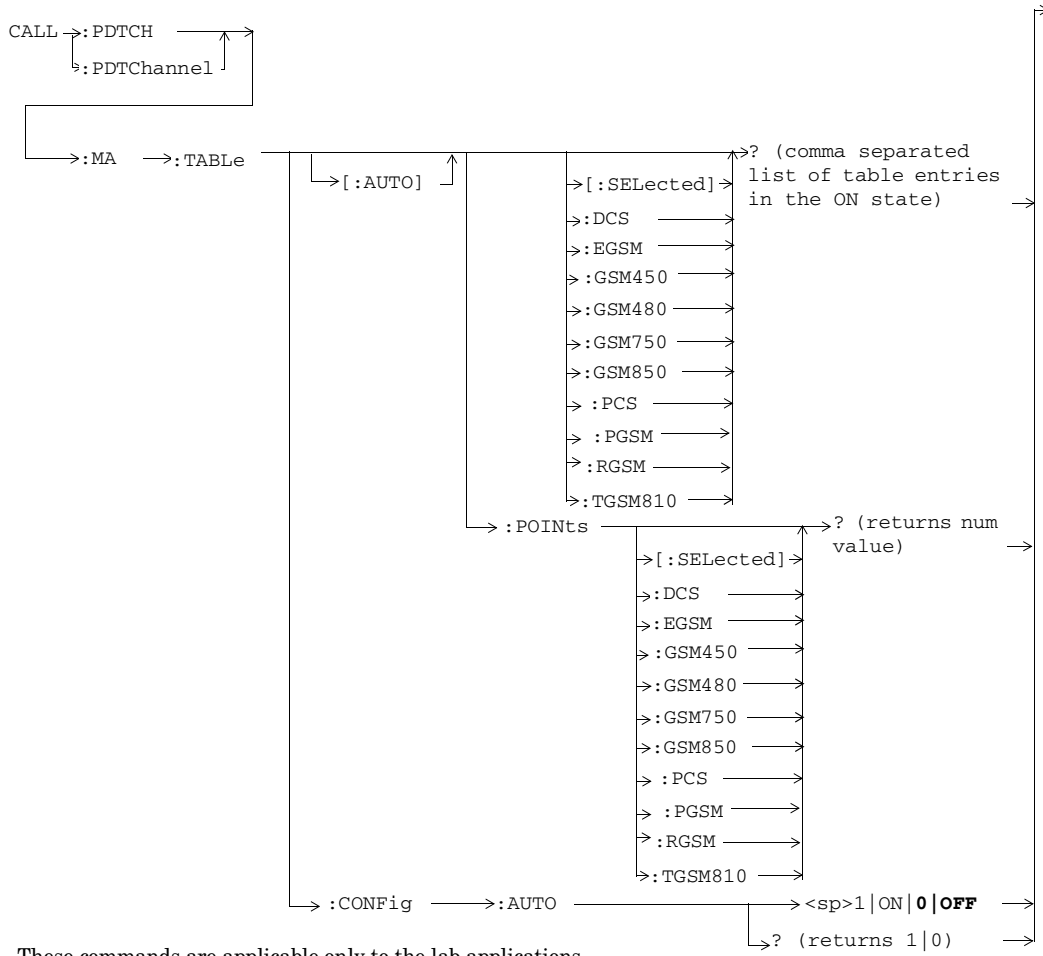 CALL :PDTCH
:PDTChannel
:MA :TABLe ? (comma separated
[:AUTO] list of table entries
[:SELected] in the ON state)
:DCS
:EGSM
:GSM450
:GSM480
:GSM750
:GSM850
:PCS
:PGSM
:RGSM
:TGSM810
:POINts ? (returns num
value)
[:SELected]
:DCS
:EGSM
:GSM450
:GSM480
:GSM750
:GSM850
:PCS
:PGSM
:RGSM
:TGSM810
:CONFig :AUTO <sp>1|ON|0|OFF
? (returns 1|0)
These commands are applicable only to the lab applications